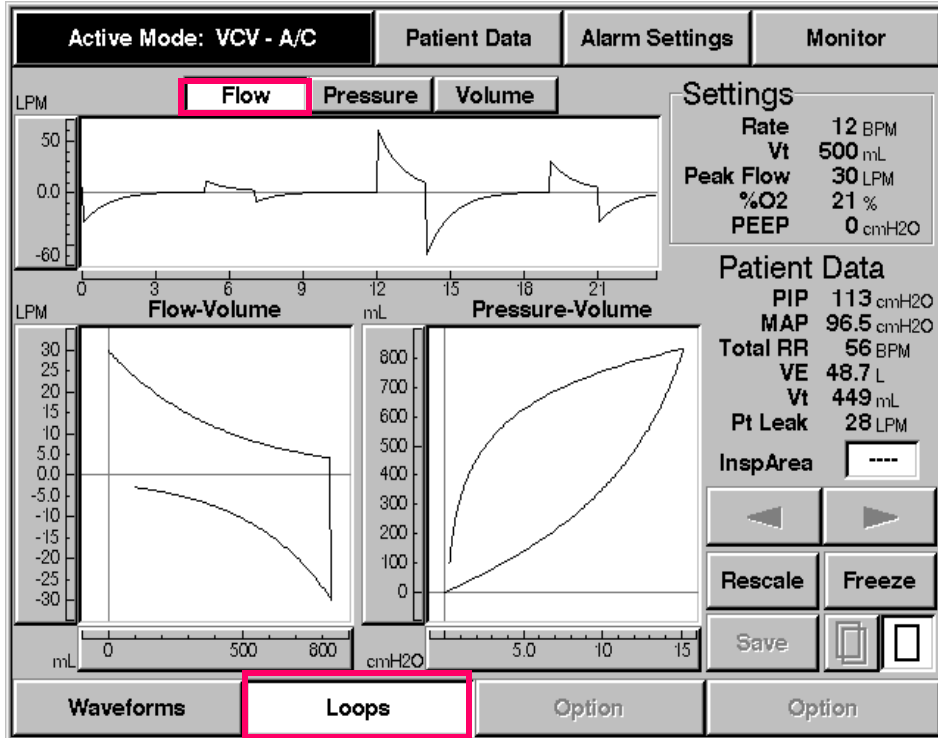 Active Mode: VCV - A/C
Patient Data
Alarm Settings
Monitor
LPM
Flow
Pressure
Volume
50
0.0
-60
0 3 6 9 12 15 18 21
Settings
Rate 12 BPM
Vt 500 mL
Peak Flow 30 LPM
%O2 21 %
PEEP 0 cmH2O
Patient Data
PIP 113 cmH2O
MAP 96.5 cmH2O
Total RR 56 BPM
VE 48.7 L
Vt 449 mL
Pt Leak 28 LPM
InspArea ----
LPM
Flow-Volume
30
25
20
15
10
5.0
0.0
-5.0
-10
-15
-20
-25
-30
mL
0 500 800
mL
Pressure-Volume
800
700
600
500
400
300
200
100
0
cmH2O
5.0 10 15
Rescale
Freeze
Save
Waveforms
Loops
Option
Option